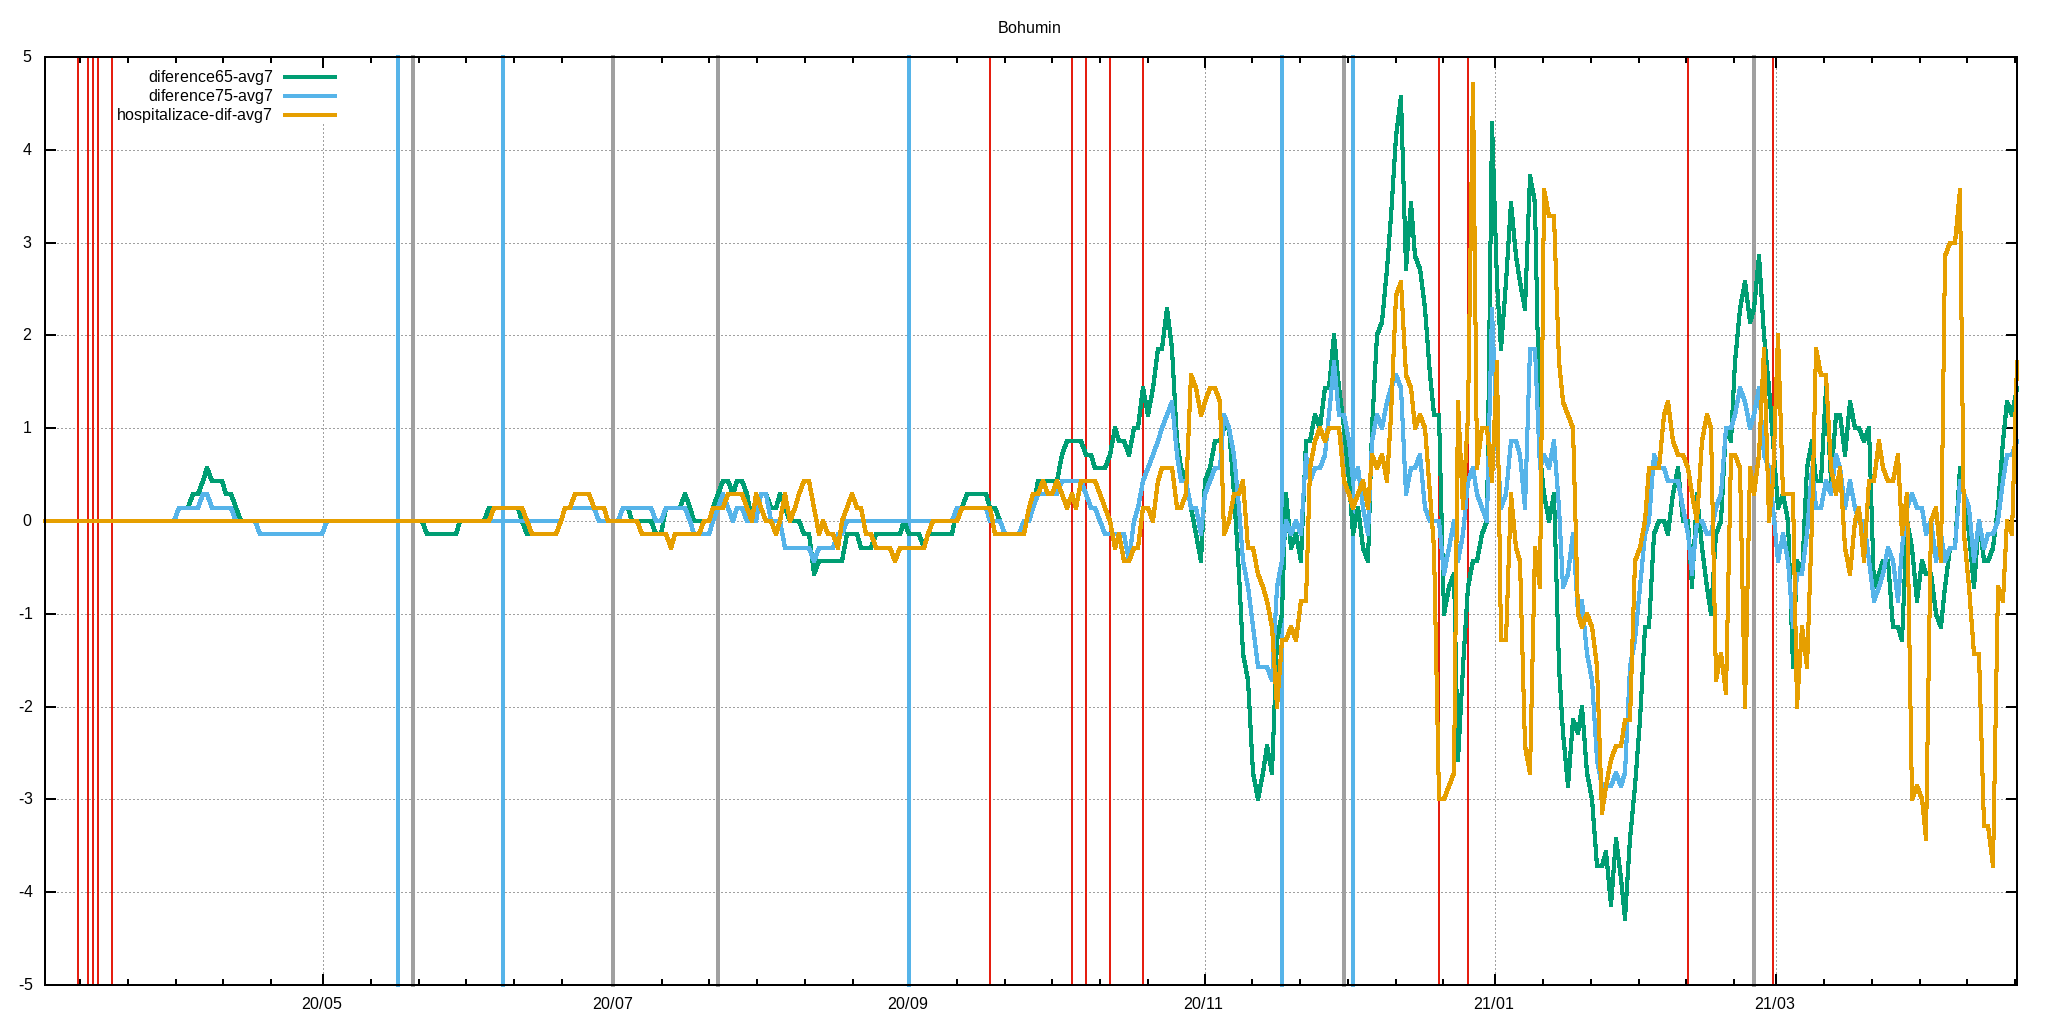 Bohumin
diference65-avg7
diference75-avg7
hospitalizace-dif-avg7
5
4
3
2
1
0
-1
-2
-3
-4
-5
20/05 20/07 20/09 20/11 21/01 21/03